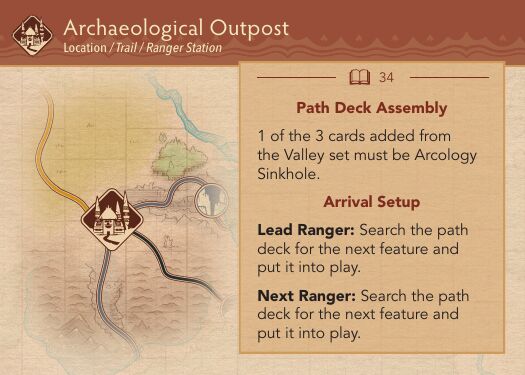 Archaeological Outpost
Location / Trail / Ranger Station
34
Path Deck Assembly
1 of the 3 cards added from
the Valley set must be Arcology
Sinkhole.
Arrival Setup
Lead Ranger: Search the path
deck for the next feature and
put it into play.
Next Ranger: Search the path
deck for the next feature and
put it into play.